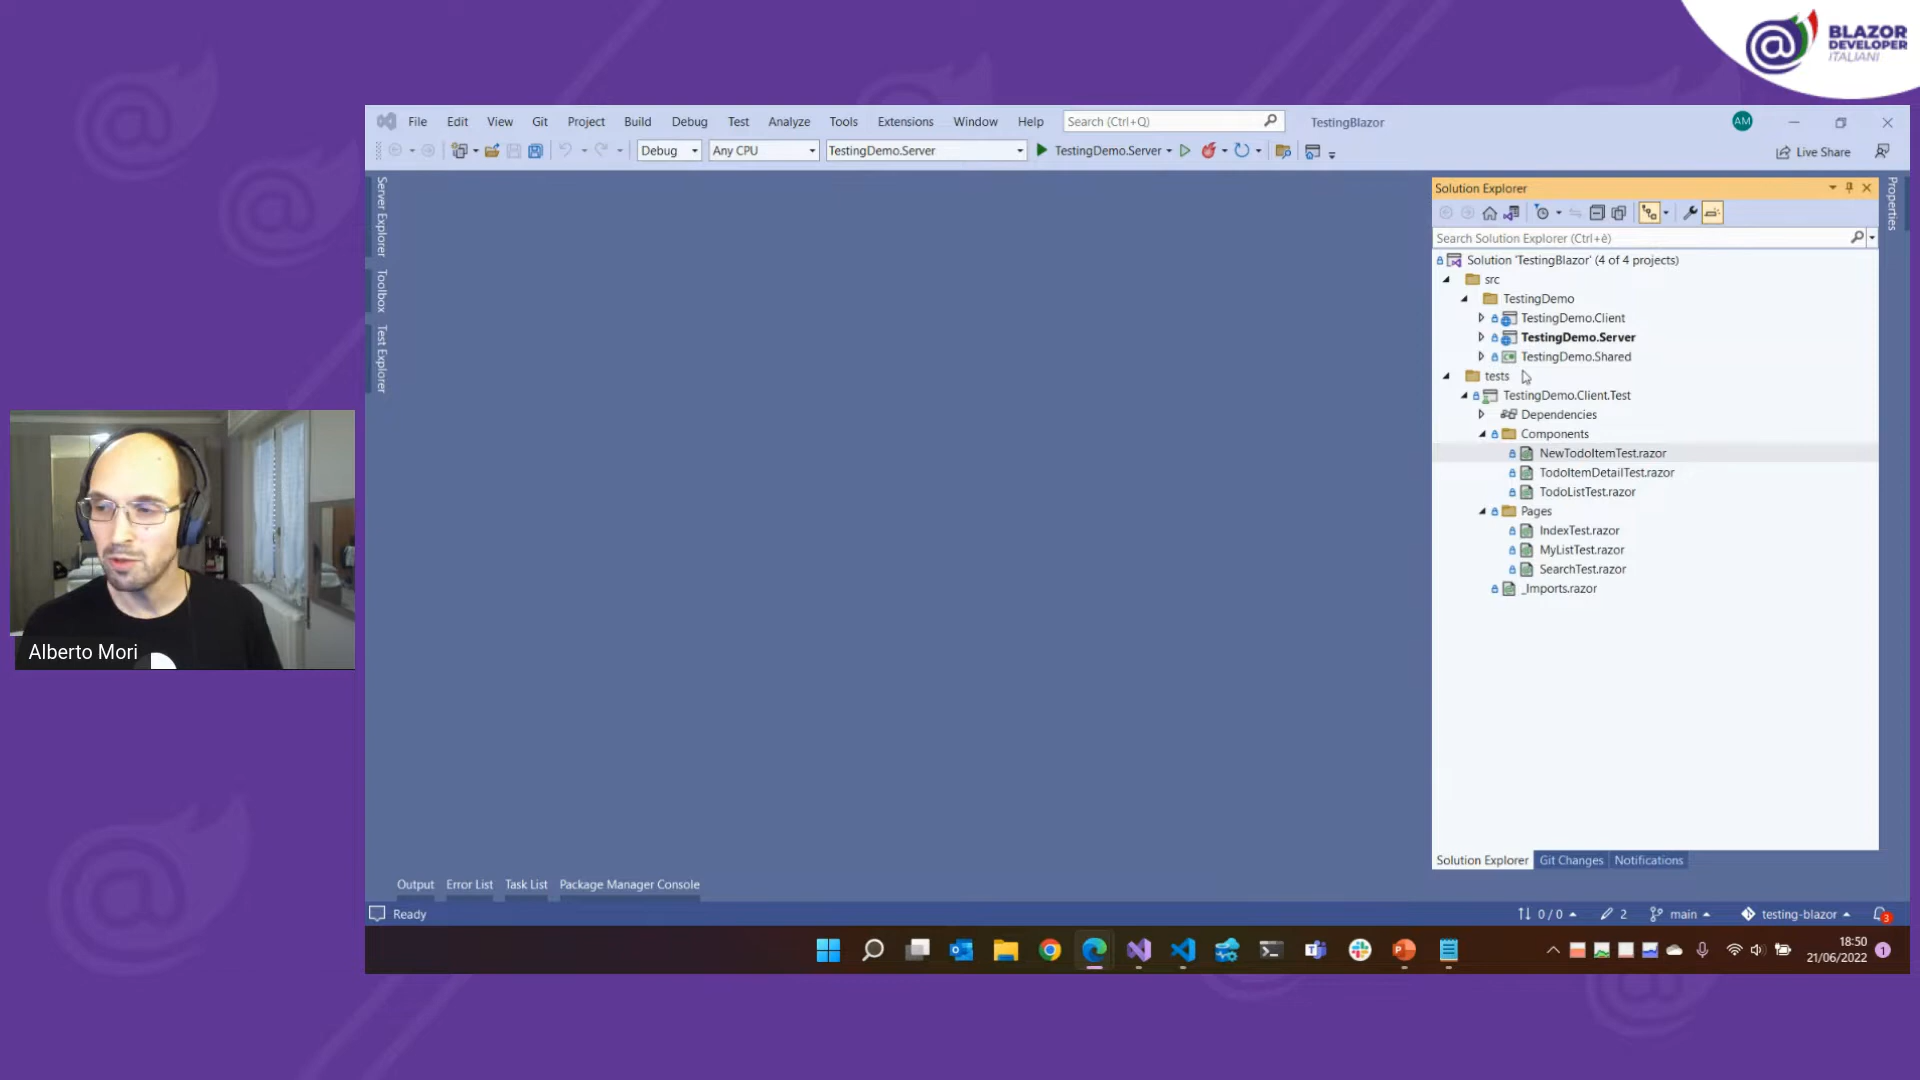 BLAZOR
DEVELOPER
ITALIANI
File Edit View Git Project Build Debug Test Analyze Tools Extensions Window Help Search (Ctrl+Q) TestingBlazor AM
Debug Any CPU TestingDemo.Server TestingDemo.Server Live Share
Server Explorer
Toolbox
Test Explorer
Solution Explorer
Properties
Search Solution Explorer (Ctrl+è)
Solution 'TestingBlazor' (4 of 4 projects)
src
TestingDemo
TestingDemo.Client
TestingDemo.Server
TestingDemo.Shared
tests
TestingDemo.Client.Test
Dependencies
Components
NewTodoItemTest.razor
TodoItemDetailTest.razor
TodoListTest.razor
Pages
IndexTest.razor
MyListTest.razor
SearchTest.razor
_Imports.razor
Alberto Mori
Solution Explorer Git Changes Notifications
Output Error List Task List Package Manager Console
Ready 0 / 0 2 main testing-blazor 3
18:50
21/06/2022
1